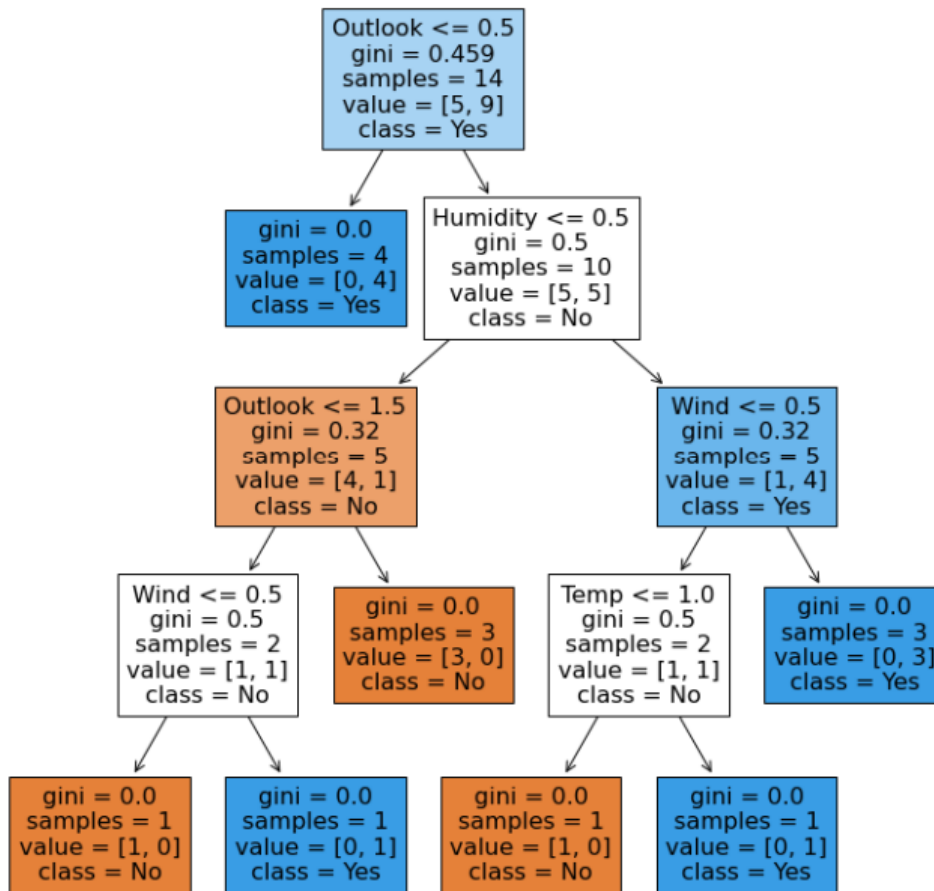 Outlook <= 0.5
gini = 0.459
samples = 14
value = [5, 9]
class = Yes
gini = 0.0
samples = 4
value = [0, 4]
class = Yes
Humidity <= 0.5
gini = 0.5
samples = 10
value = [5, 5]
class = No
Outlook <= 1.5
gini = 0.32
samples = 5
value = [4, 1]
class = No
Wind <= 0.5
gini = 0.32
samples = 5
value = [1, 4]
class = Yes
Wind <= 0.5
gini = 0.5
samples = 2
value = [1, 1]
class = No
gini = 0.0
samples = 3
value = [3, 0]
class = No
Temp <= 1.0
gini = 0.5
samples = 2
value = [1, 1]
class = No
gini = 0.0
samples = 3
value = [0, 3]
class = Yes
gini = 0.0
samples = 1
value = [1, 0]
class = No
gini = 0.0
samples = 1
value = [0, 1]
class = Yes
gini = 0.0
samples = 1
value = [1, 0]
class = No
gini = 0.0
samples = 1
value = [0, 1]
class = Yes